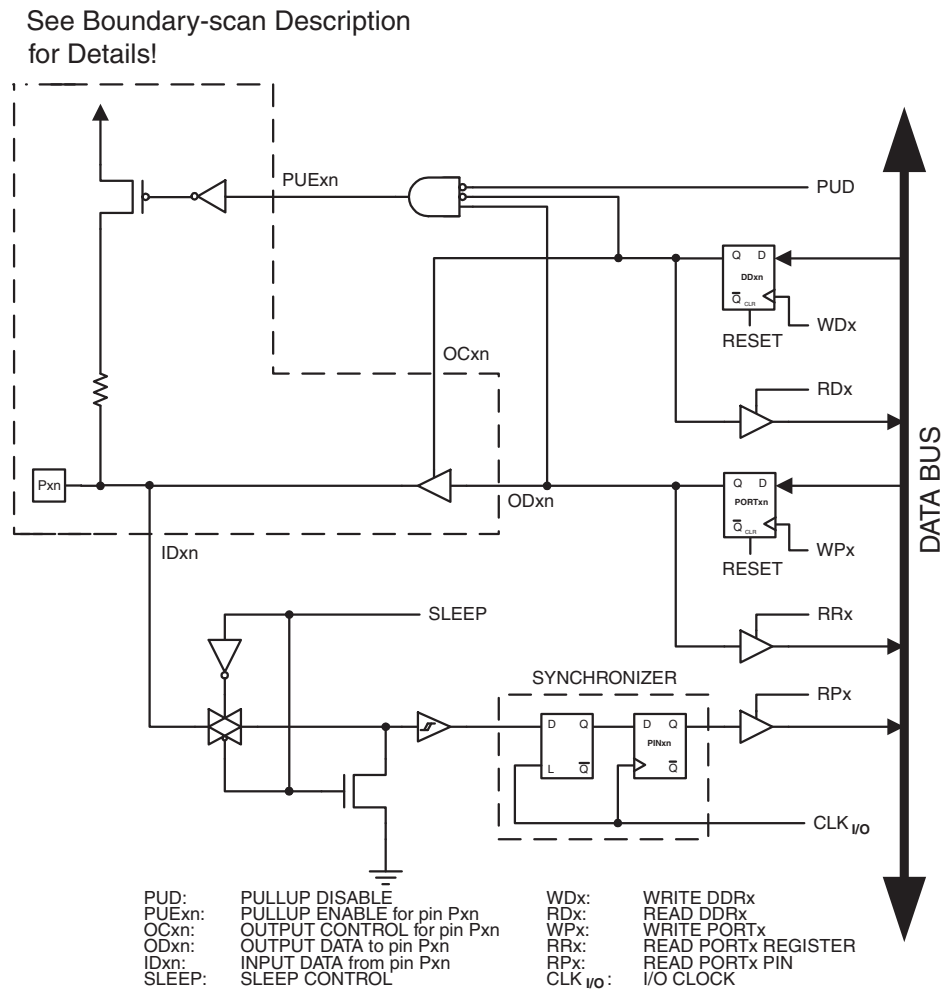 See Boundary-scan Description
for Details!
PUExn
PUD
Q D
DDxn
Q CLR
WDx
RESET
OCxn
RDx
Pxn
ODxn
Q D
PORTxn
Q CLR
WPx
RESET
IDxn
DATA BUS
SLEEP
RRx
SYNCHRONIZER
RPx
D Q
L Q
D Q
PINxn
Q
CLK I/O
PUD: PULLUP DISABLE
PUExn: PULLUP ENABLE for pin Pxn
OCxn: OUTPUT CONTROL for pin Pxn
ODxn: OUTPUT DATA to pin Pxn
IDxn: INPUT DATA from pin Pxn
SLEEP: SLEEP CONTROL
WDx: WRITE DDRx
RDx: READ DDRx
WPx: WRITE PORTx
RRx: READ PORTx REGISTER
RPx: READ PORTx PIN
CLK I/O: I/O CLOCK